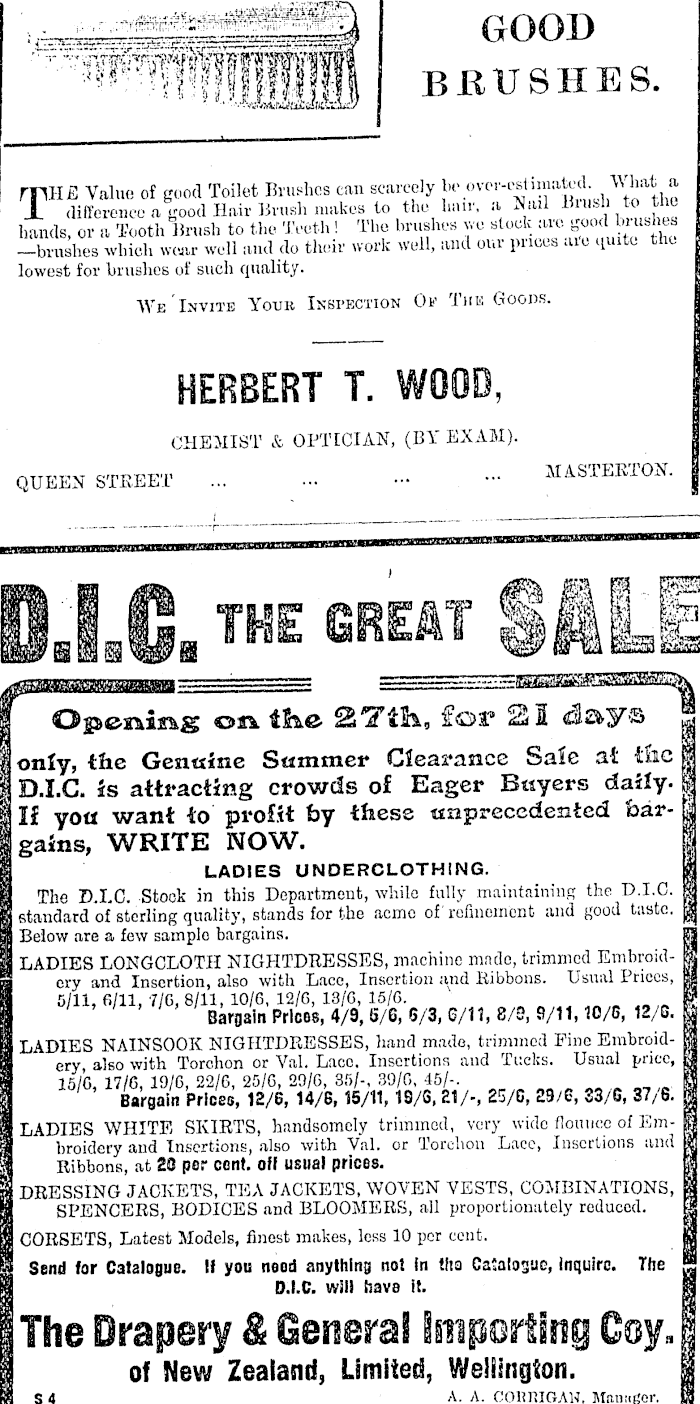 GOOD
BRUSHES.
THE Value of good Toilet Brushes can scarcely be over-estimated. What a
difference a good Hair Brush makes to the hair, a Nail Brush to the
hands, or a Tooth Brush to the Teeth! The brushes we stock are good brushes
—brushes which wear well and do their work well, and our prices are quite the
lowest for brushes of such quality.
WE INVITE YOUR INSPECTION OF THE GOODS.
HERBERT T. WOOD,
CHEMIST & OPTICIAN, (BY EXAM).
QUEEN STREET ... ... ... ... MASTERTON.
D.I.C. THE GREAT SALE
Opening on the 27th, for 21 days
only, the Genuine Summer Clearance Sale at the
D.I.C. is attracting crowds of Eager Buyers daily.
If you want to profit by these unprecedented bar-
gains, WRITE NOW.
LADIES UNDERCLOTHING.
The D.I.C. Stock in this Department, while fully maintaining the D.I.C.
standard of sterling quality, stands for the acme of refinement and good taste.
Below are a few sample bargains.
LADIES LONGCLOTH NIGHTDRESSES, machine made, trimmed Embroid-
ery and Insertion, also with Lace, Insertion and Ribbons. Usual Prices,
5/11, 6/11, 7/6, 8/11, 10/6, 12/6, 13/6, 15/6.
Bargain Prices, 4/9, 5/6, 6/3, 6/11, 8/9, 9/11, 10/6, 12/6.
LADIES NAINSOOK NIGHTDRESSES, hand made, trimmed Fine Embroid-
ery, also with Torchon or Val. Lace, Insertions and Tucks. Usual price,
15/6, 17/6, 19/6, 22/6, 25/6, 29/6, 35/-, 39/6, 45/-.
Bargain Prices, 12/6, 14/6, 15/11, 19/6, 21/-, 25/6, 29/6, 33/6, 37/6.
LADIES WHITE SKIRTS, handsomely trimmed, very wide flounce of Em-
broidery and Insertions, also with Val. or Torchon Lace, Insertions and
Ribbons, at 20 per cent. off usual prices.
DRESSING JACKETS, TEA JACKETS, WOVEN VESTS, COMBINATIONS,
SPENCERS, BODICES and BLOOMERS, all proportionately reduced.
CORSETS, Latest Models, finest makes, less 10 per cent.
Send for Catalogue. If you need anything not in the Catalogue, inquire. The
D.I.C. will have it.
The Drapery & General Importing Coy.
of New Zealand, Limited, Wellington.
S 4 A. A. CORRIGAN, Manager.